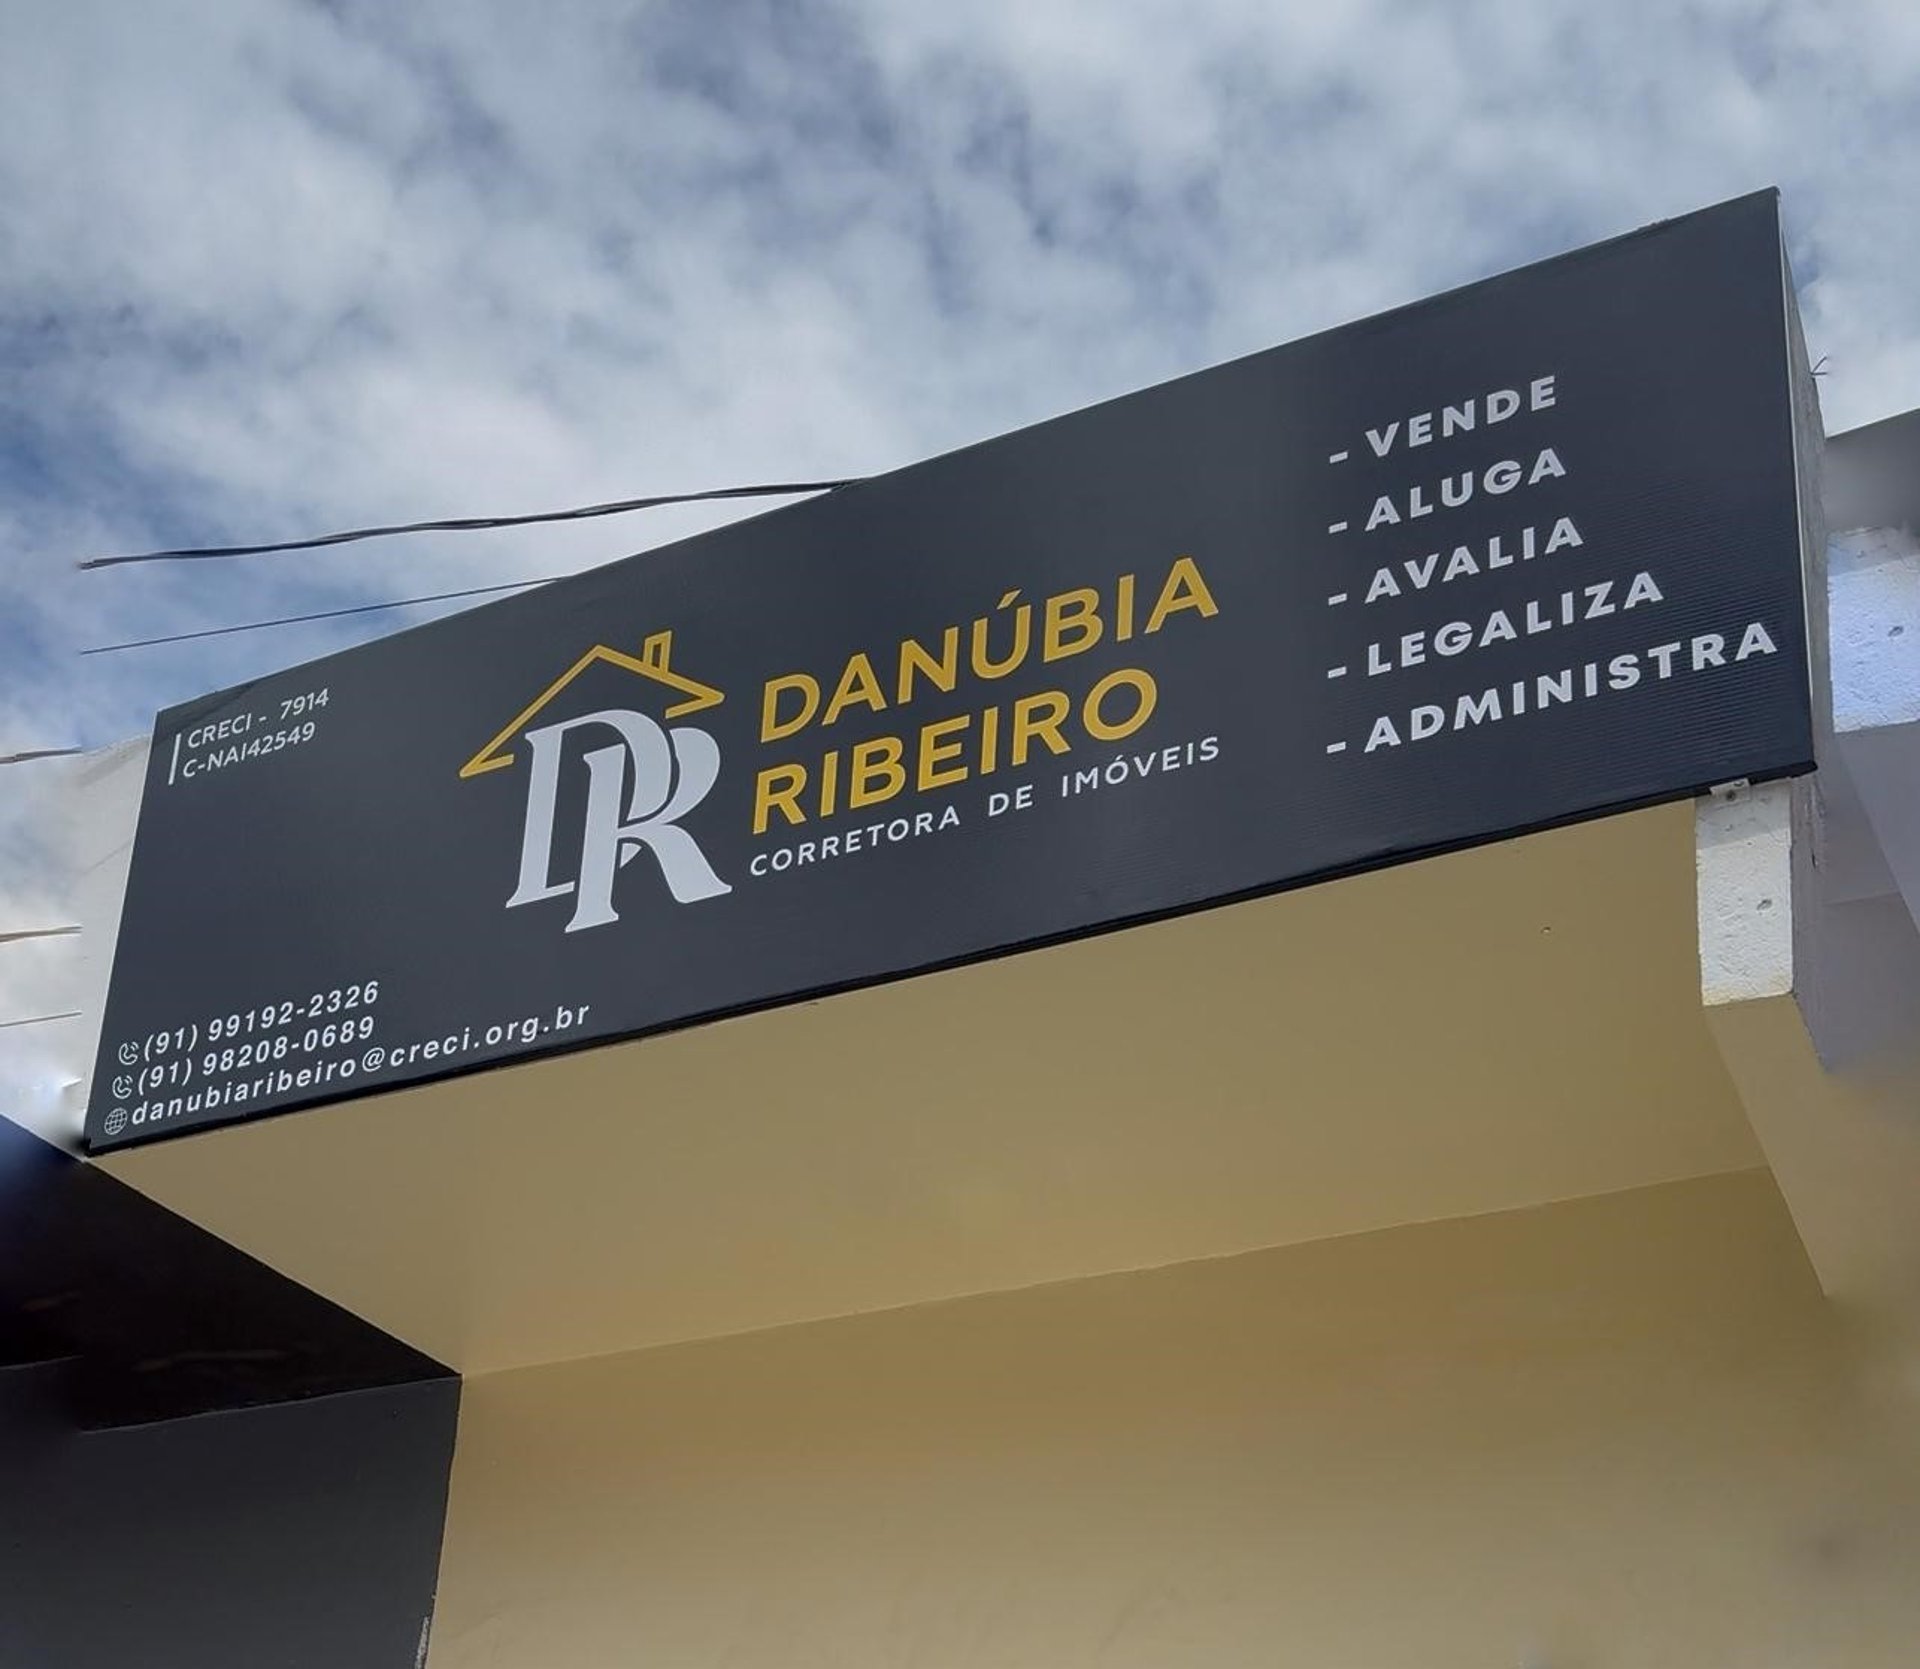 CRECI - 7914
C-NAI42549
DR
DANÚBIA
RIBEIRO
CORRETORA DE IMÓVEIS
- VENDE
- ALUGA
- AVALIA
- LEGALIZA
- ADMINISTRA
(91) 99192-2326
(91) 98208-0689
danubiaribeiro@creci.org.br